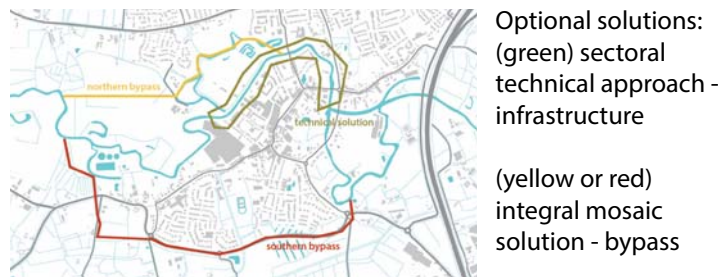 northern bypass
technical solution
southern bypass
Optional solutions:
(green) sectoral
technical approach -
infrastructure
(yellow or red)
integral mosaic
solution - bypass